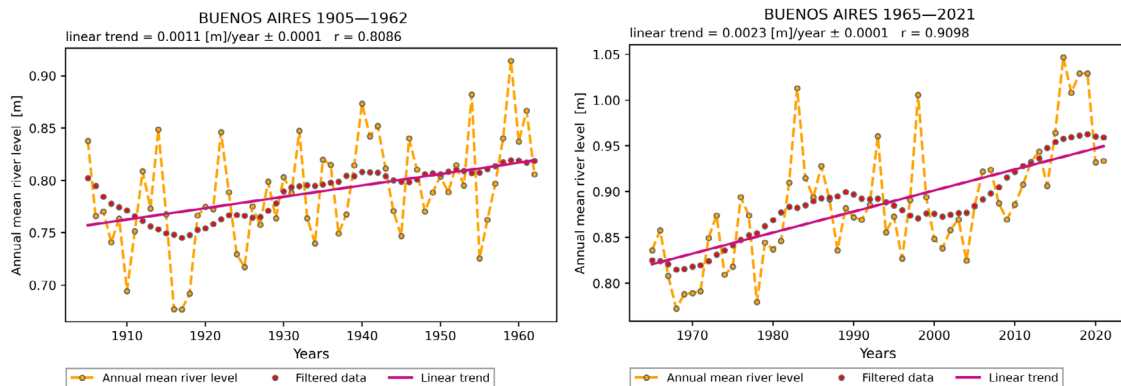 BUENOS AIRES 1905—1962
linear trend = 0.0011 [m]/year ± 0.0001 r = 0.8086
Annual mean river level [m]
0.90
0.85
0.80
0.75
0.70
1910 1920 1930 1940 1950 1960
Years
Annual mean river level Filtered data Linear trend
BUENOS AIRES 1965—2021
linear trend = 0.0023 [m]/year ± 0.0001 r = 0.9098
Annual mean river level [m]
1.05
1.00
0.95
0.90
0.85
0.80
1970 1980 1990 2000 2010 2020
Years
Annual mean river level Filtered data Linear trend